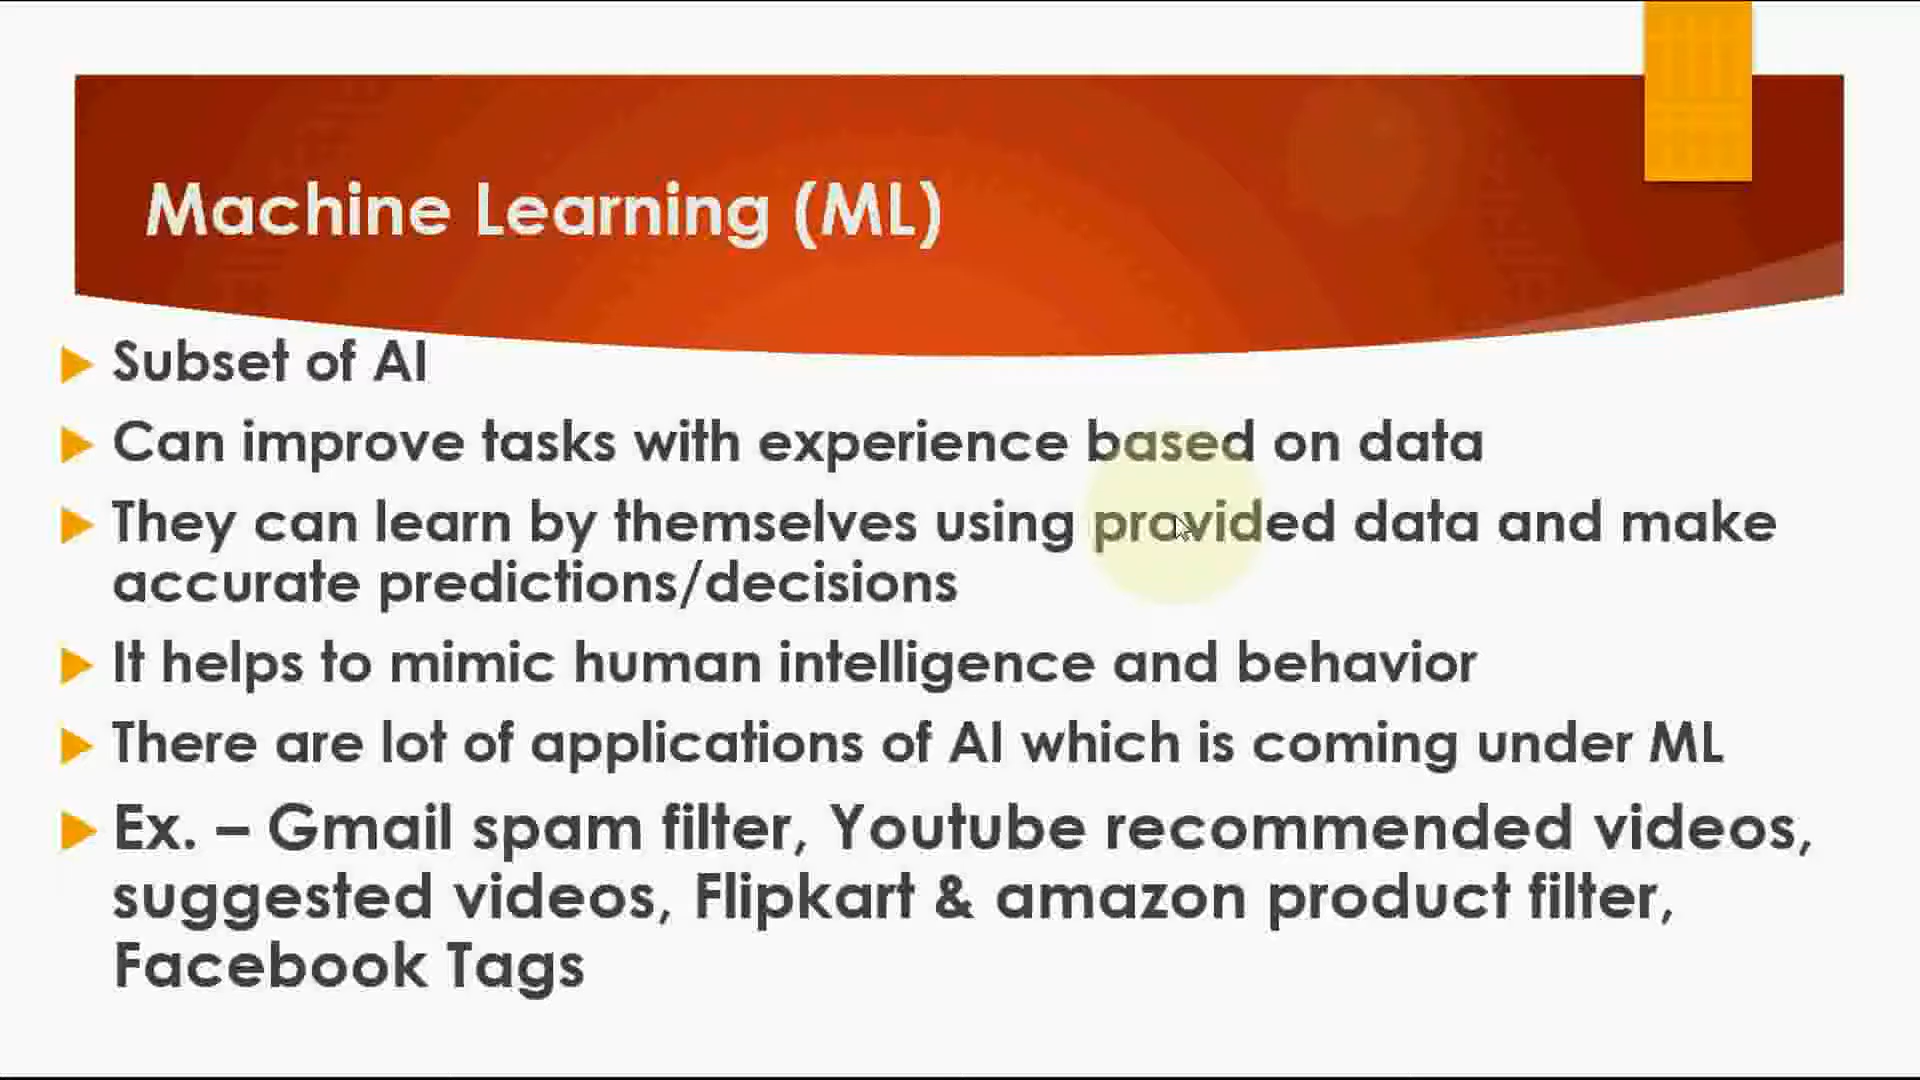 Machine Learning (ML)
Subset of AI
Can improve tasks with experience based on data
They can learn by themselves using provided data and make
accurate predictions/decisions
It helps to mimic human intelligence and behavior
There are lot of applications of AI which is coming under ML
Ex. – Gmail spam filter, Youtube recommended videos,
suggested videos, Flipkart & amazon product filter,
Facebook Tags